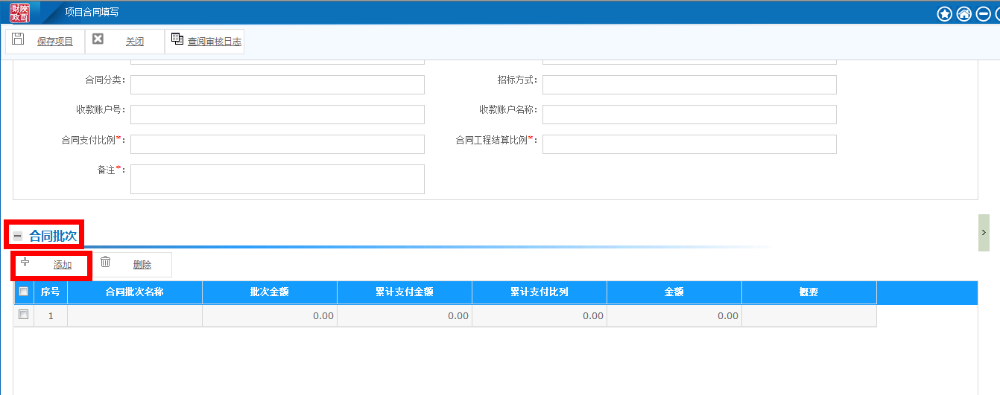 财陕
政西
项目合同填写
保存项目 关闭 查阅审核日志
合同分类： 招标方式：
收款账户号： 收款账户名称：
合同支付比例*： 合同工程结算比例*：
备注*：
合同批次
添加 删除
序号 合同批次名称 批次金额 累计支付金额 累计支付比列 金额 概要
1 0.00 0.00 0.00 0.00